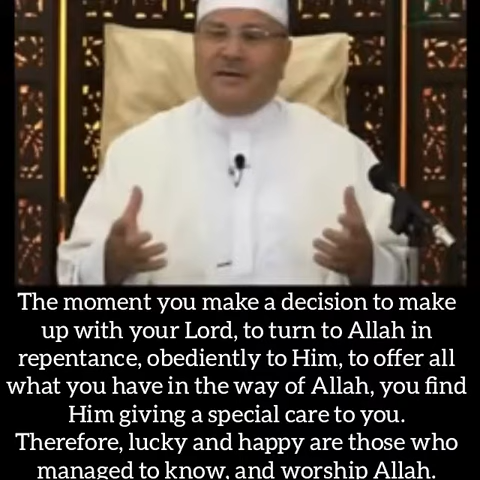 The moment you make a decision to make
up with your Lord, to turn to Allah in
repentance, obediently to Him, to offer all
what you have in the way of Allah, you find
Him giving a special care to you.
Therefore, lucky and happy are those who
managed to know, and worship Allah.